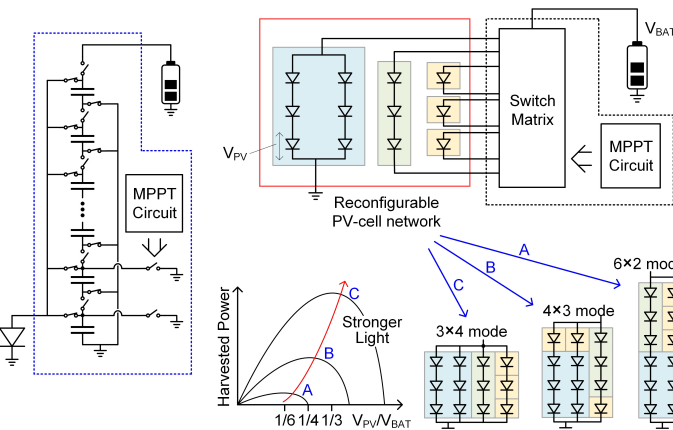 V_BAT
Switch
Matrix
MPPT
Circuit
V_PV
MPPT
Circuit
Reconfigurable
PV-cell network
A
B
C
6×2 mod
Harvested Power
C
Stronger
Light
B
A
1/6 1/4 1/3 V_PV/V_BAT
3×4 mode
4×3 mode